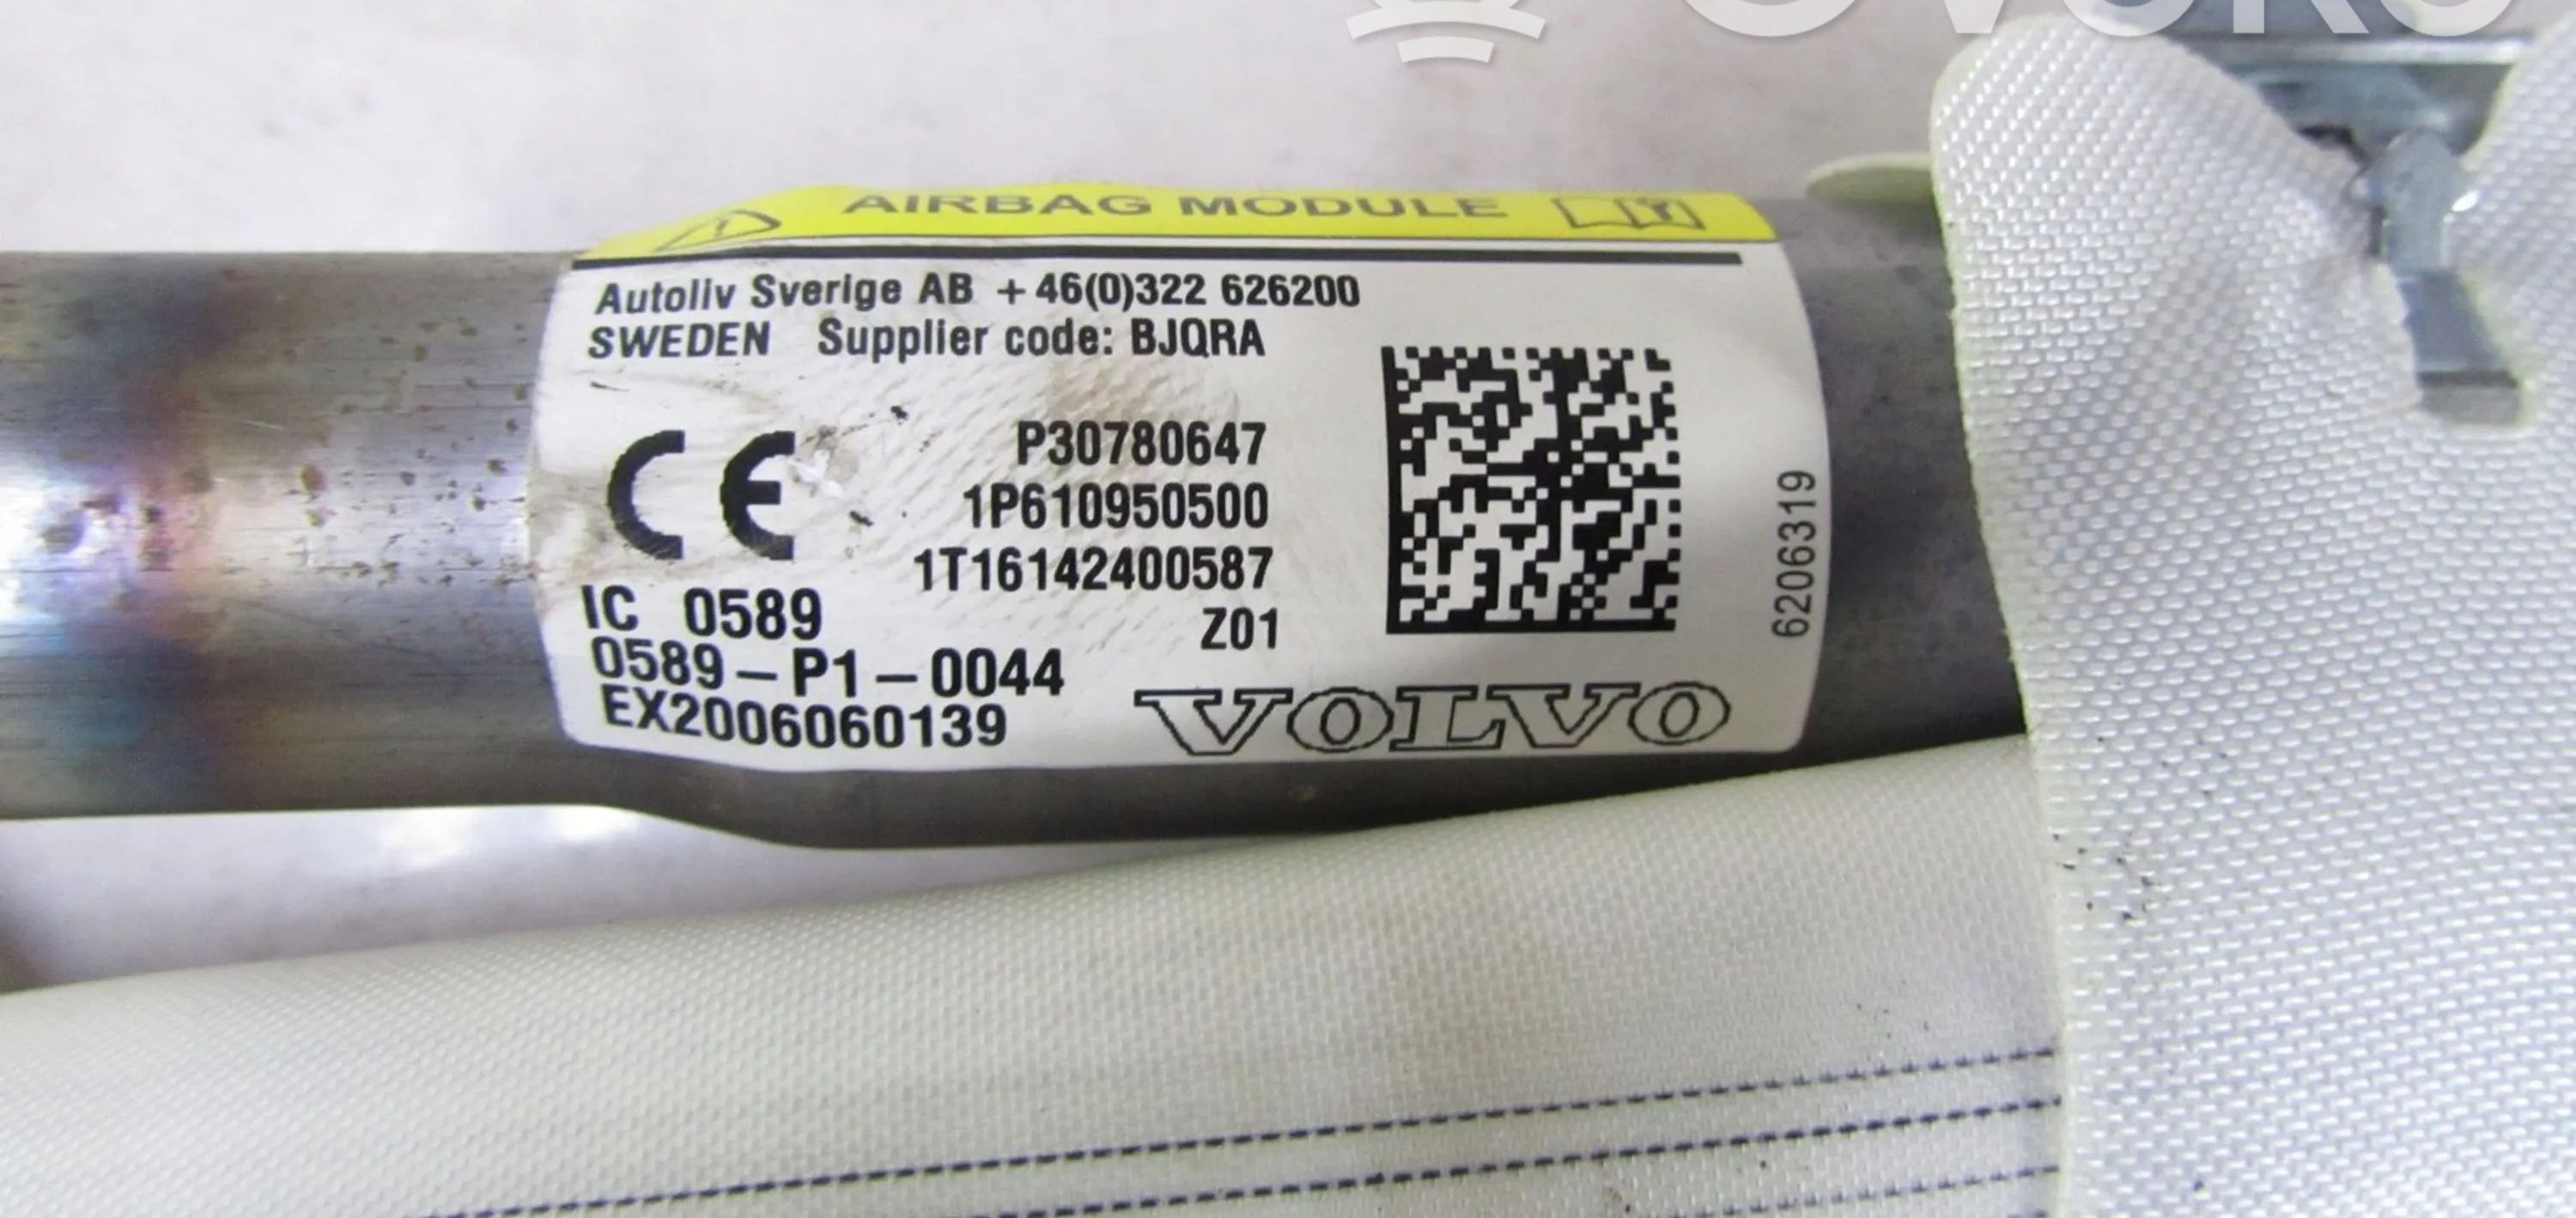 AIRBAG MODULE
Autoliv Sverige AB +46(0)322 626200
SWEDEN Supplier code: BJQRA
CE
P30780647
1P610950500
1T16142400587
Z01
IC 0589
0589-P1-0044
EX2006060139
VOLVO
6206319